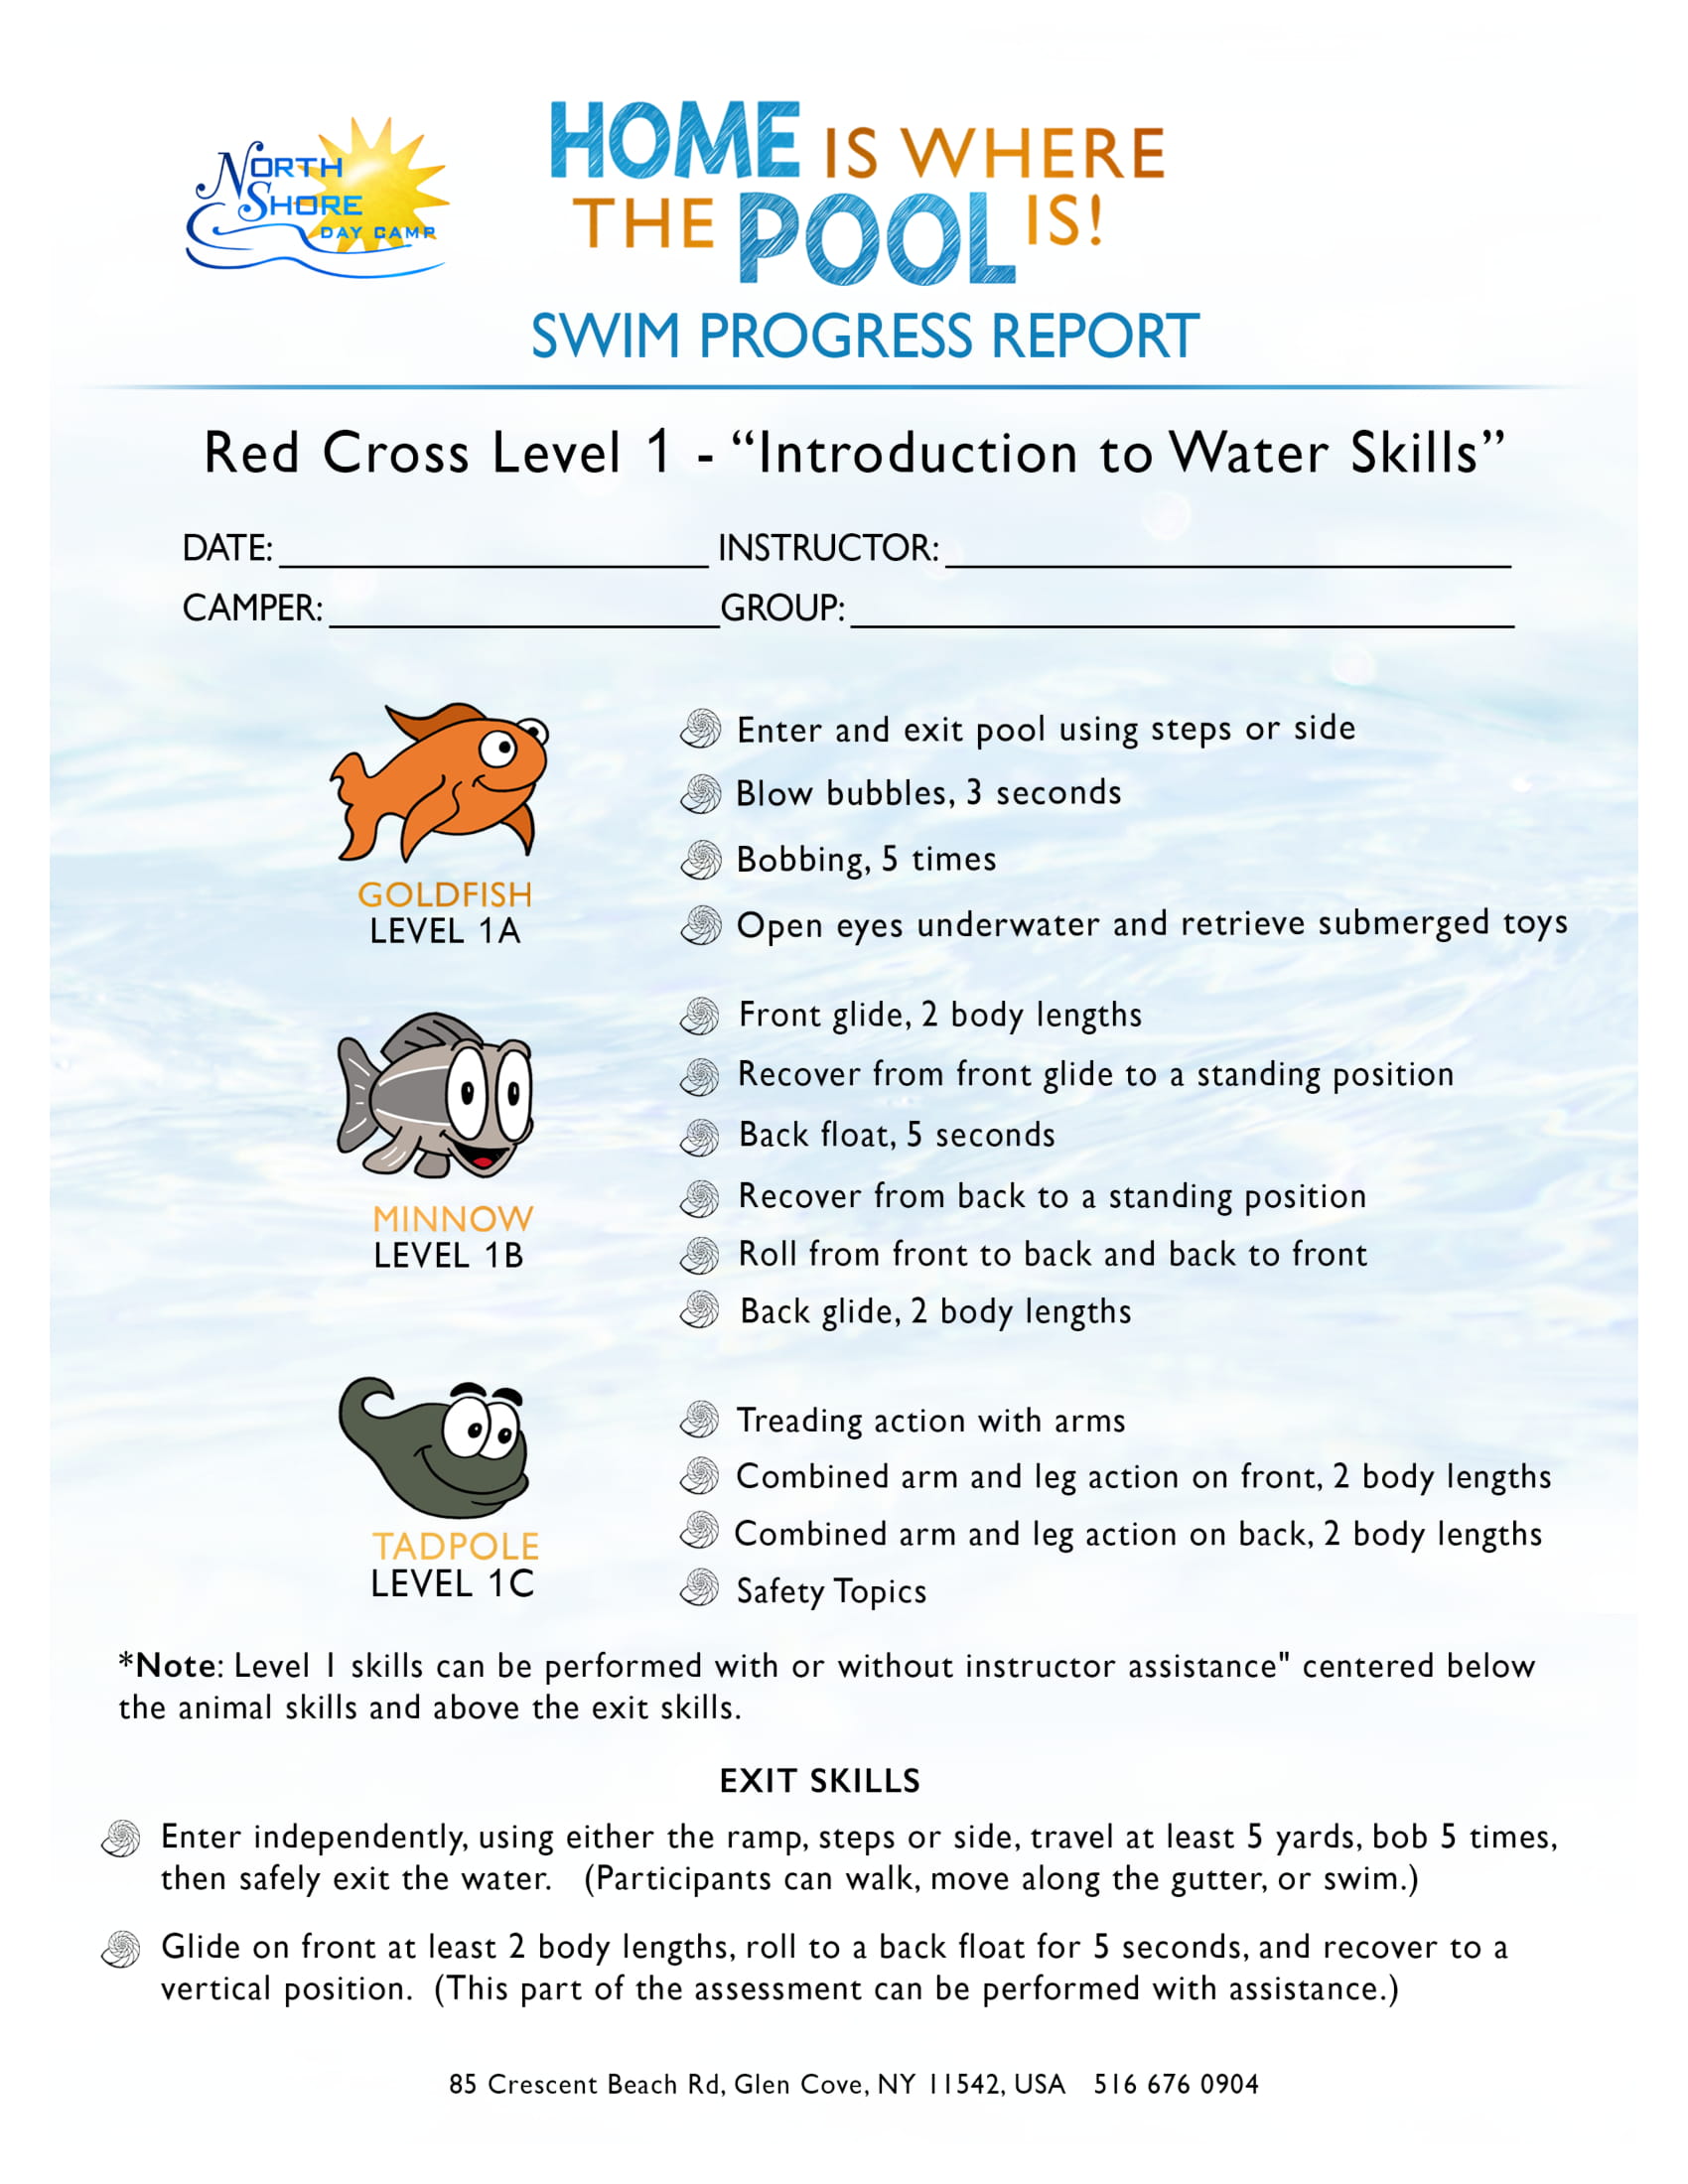 NORTH
SHORE
DAY CAMP
HOME IS WHERE
THE POOL IS!
SWIM PROGRESS REPORT
Red Cross Level 1 - “Introduction to Water Skills”
DATE: INSTRUCTOR:
CAMPER: GROUP:
GOLDFISH
LEVEL 1A
Enter and exit pool using steps or side
Blow bubbles, 3 seconds
Bobbing, 5 times
Open eyes underwater and retrieve submerged toys
MINNOW
LEVEL 1B
Front glide, 2 body lengths
Recover from front glide to a standing position
Back float, 5 seconds
Recover from back to a standing position
Roll from front to back and back to front
Back glide, 2 body lengths
TADPOLE
LEVEL 1C
Treading action with arms
Combined arm and leg action on front, 2 body lengths
Combined arm and leg action on back, 2 body lengths
Safety Topics
*Note: Level 1 skills can be performed with or without instructor assistance" centered below
the animal skills and above the exit skills.
EXIT SKILLS
Enter independently, using either the ramp, steps or side, travel at least 5 yards, bob 5 times,
then safely exit the water. (Participants can walk, move along the gutter, or swim.)
Glide on front at least 2 body lengths, roll to a back float for 5 seconds, and recover to a
vertical position. (This part of the assessment can be performed with assistance.)
85 Crescent Beach Rd, Glen Cove, NY 11542, USA 516 676 0904